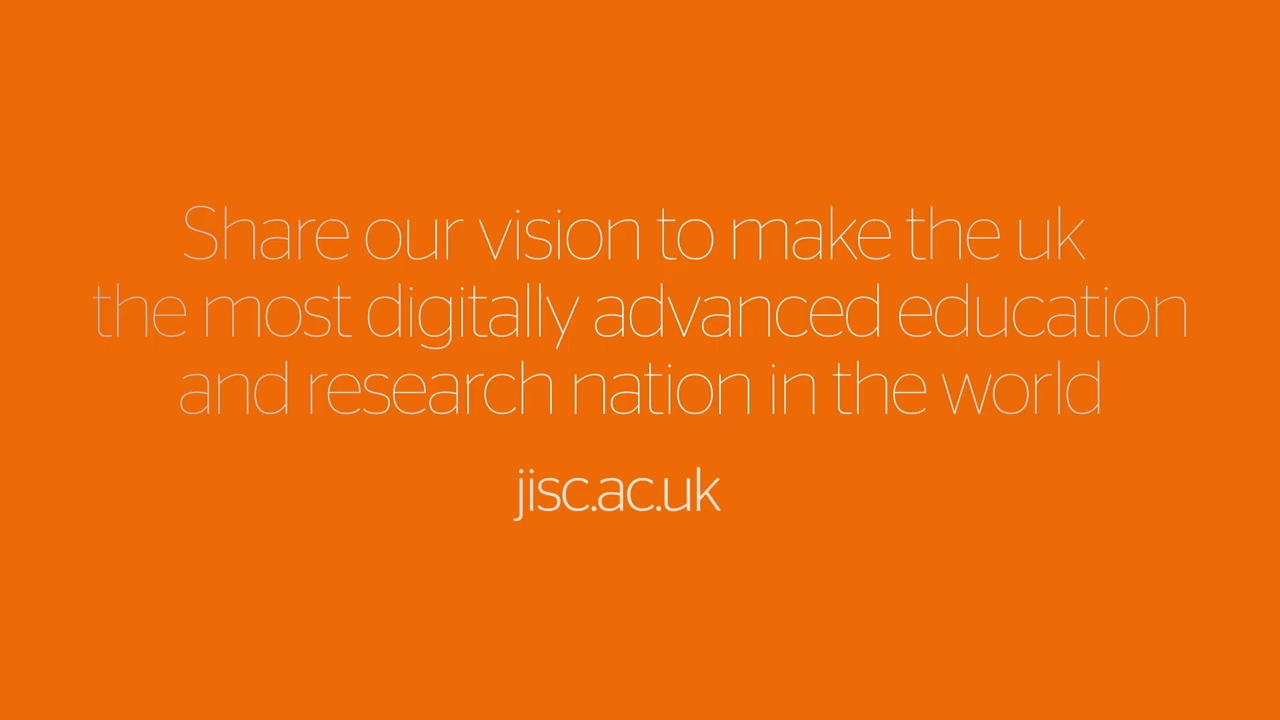 Share our vision to make the uk
the most digitally advanced education
and research nation in the world
jisc.ac.uk